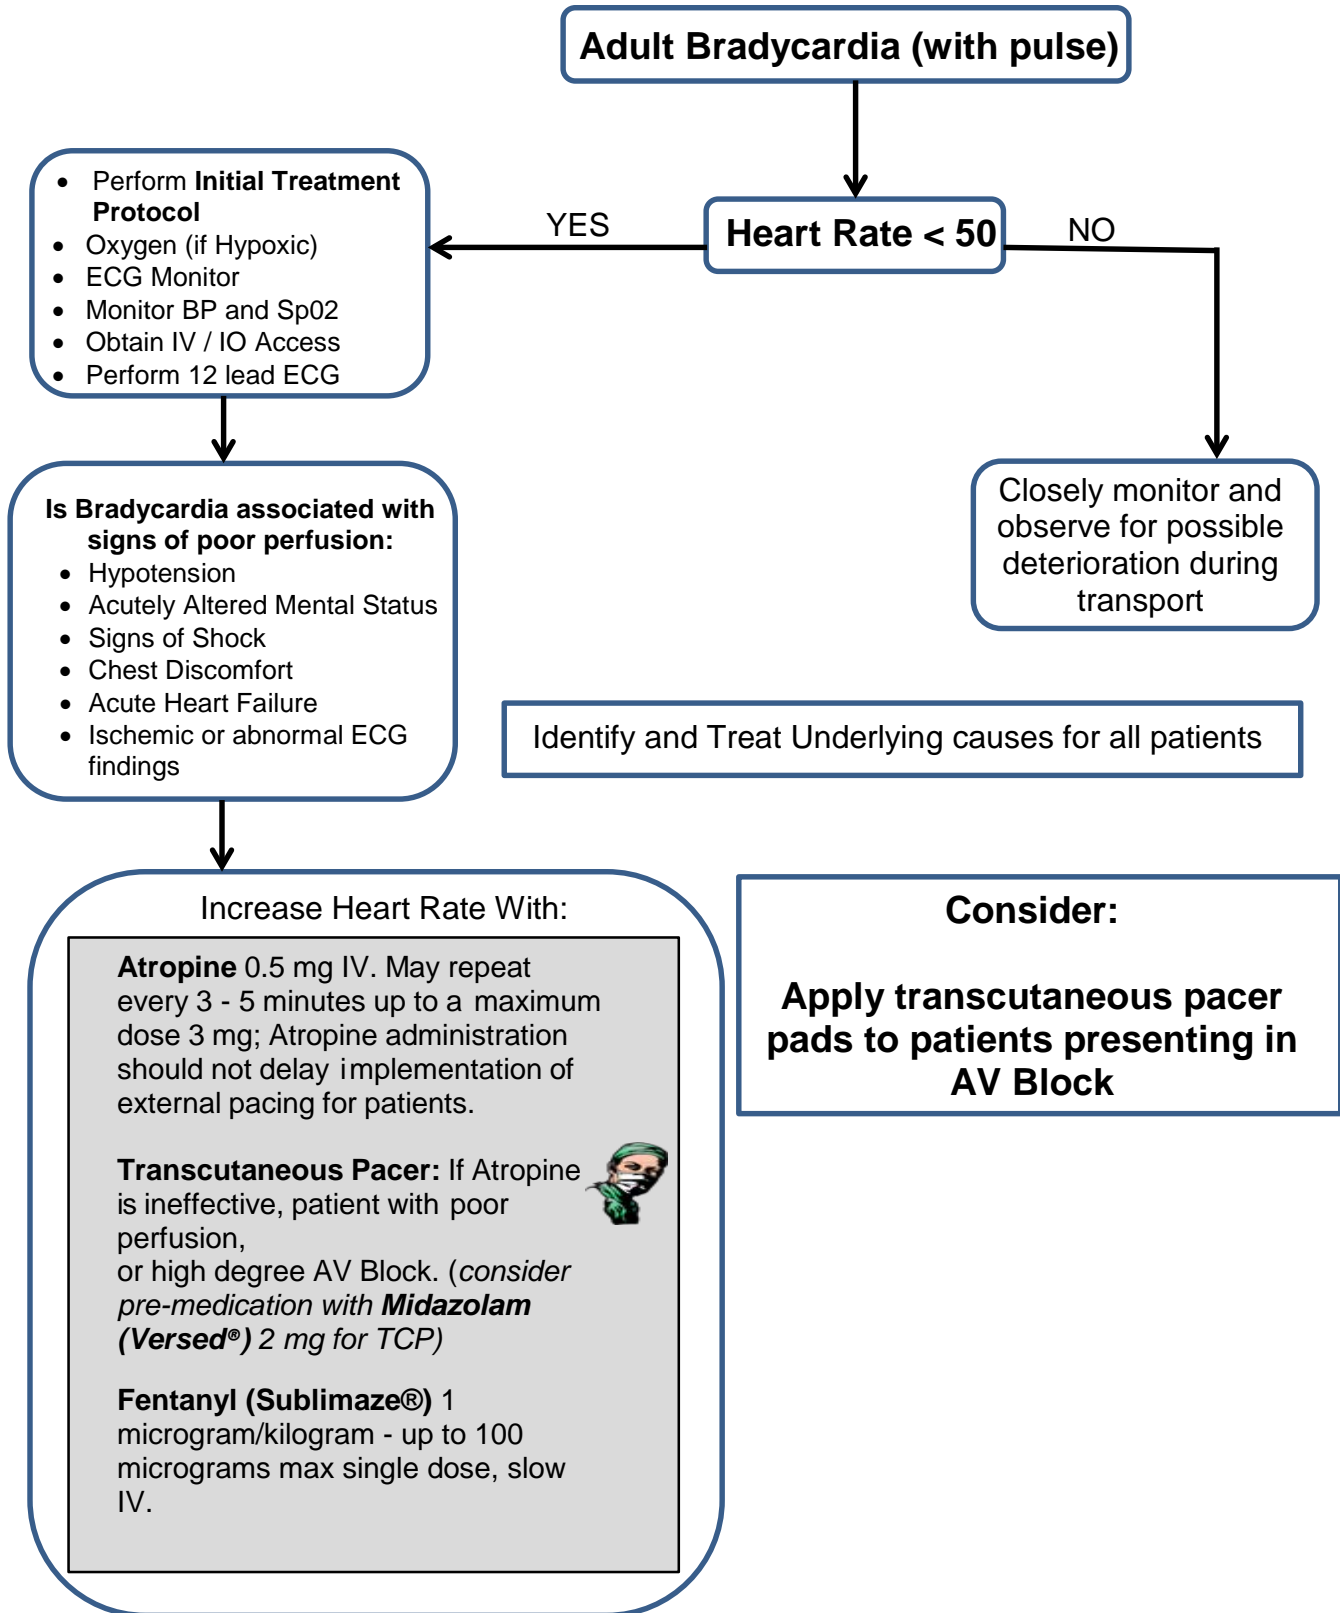 Adult Bradycardia (with pulse)
Heart Rate < 50
YES
NO
• Perform Initial Treatment
Protocol
• Oxygen (if Hypoxic)
• ECG Monitor
• Monitor BP and Sp02
• Obtain IV / IO Access
• Perform 12 lead ECG
Closely monitor and
observe for possible
deterioration during
transport
Is Bradycardia associated with
signs of poor perfusion:
• Hypotension
• Acutely Altered Mental Status
• Signs of Shock
• Chest Discomfort
• Acute Heart Failure
• Ischemic or abnormal ECG
findings
Identify and Treat Underlying causes for all patients
Increase Heart Rate With:
Atropine 0.5 mg IV. May repeat
every 3 - 5 minutes up to a maximum
dose 3 mg; Atropine administration
should not delay implementation of
external pacing for patients.
Transcutaneous Pacer: If Atropine
is ineffective, patient with poor
perfusion,
or high degree AV Block. (consider
pre-medication with Midazolam
(Versed®) 2 mg for TCP)
Fentanyl (Sublimaze®) 1
microgram/kilogram - up to 100
micrograms max single dose, slow
IV.
Consider:
Apply transcutaneous pacer
pads to patients presenting in
AV Block